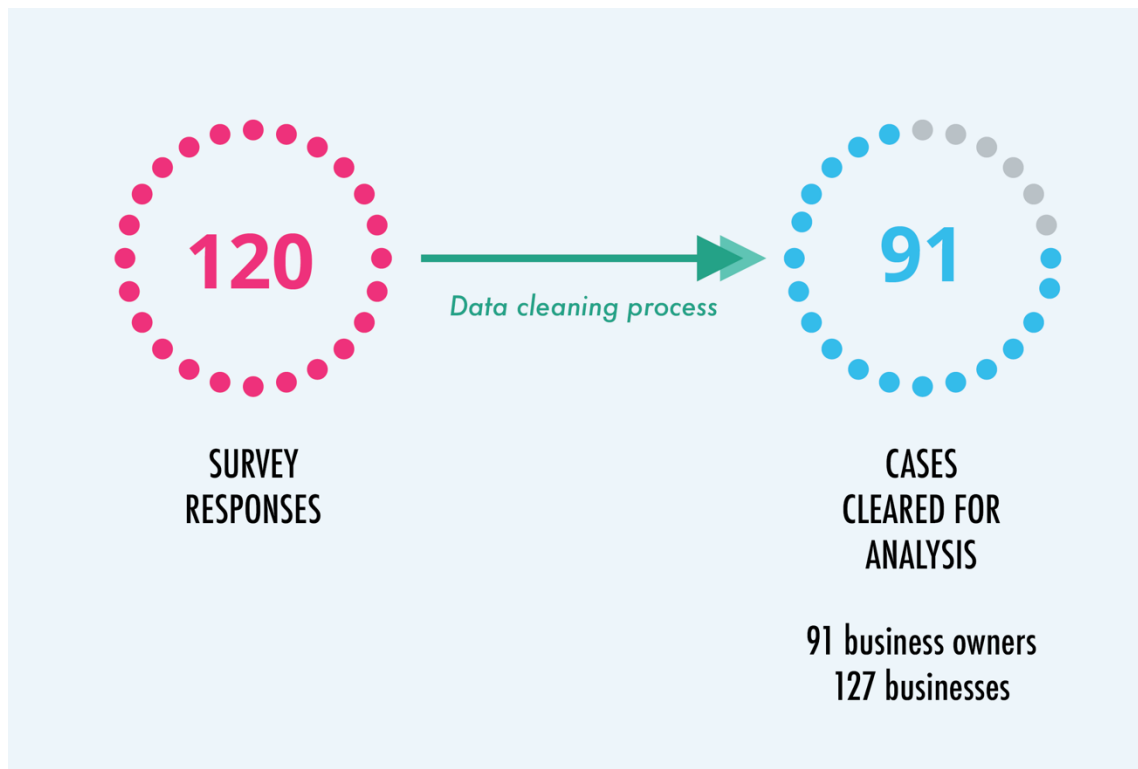 120
Data cleaning process
91
SURVEY
RESPONSES
CASES
CLEARED FOR
ANALYSIS
91 business owners
127 businesses